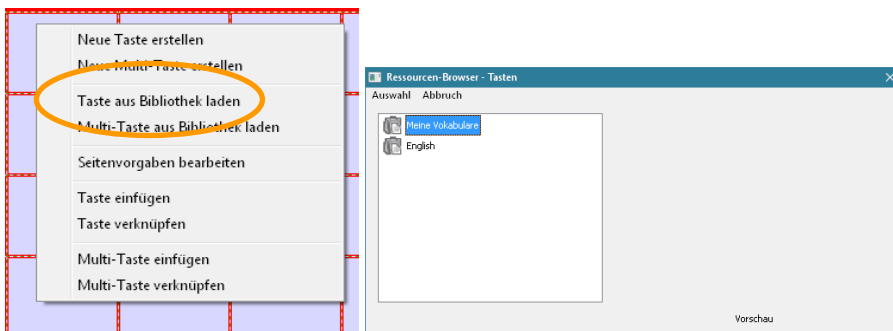 Neue Taste erstellen
Neue Multi-Taste erstellen
Taste aus Bibliothek laden
Multi-Taste aus Bibliothek laden
Seitenvorgaben bearbeiten
Taste einfügen
Taste verknüpfen
Multi-Taste einfügen
Multi-Taste verknüpfen
Ressourcen-Browser - Tasten
Auswahl Abbruch
Meine Vokabulare
English
Vorschau